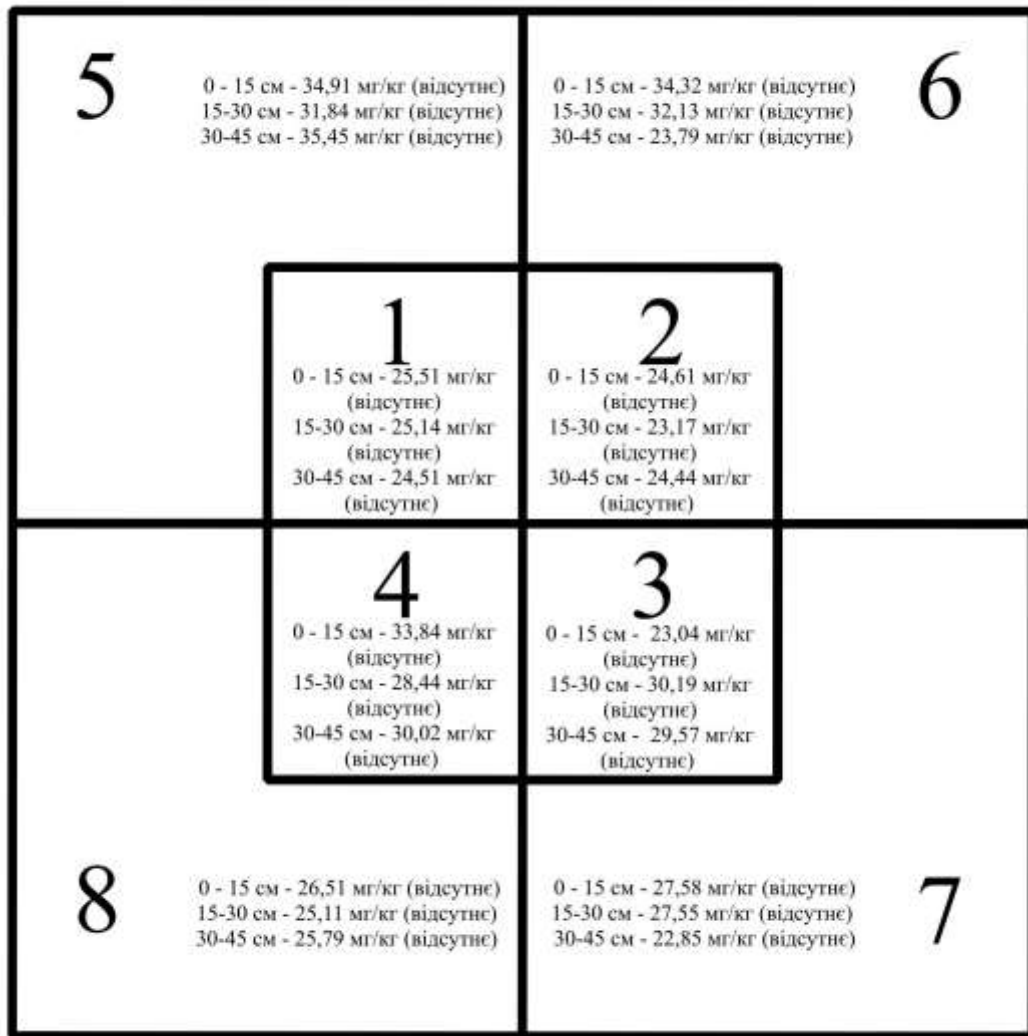 5
0 - 15 см - 34,91 мг/кг (відсутнє)
15-30 см - 31,84 мг/кг (відсутнє)
30-45 см - 35,45 мг/кг (відсутнє)
6
0 - 15 см - 34,32 мг/кг (відсутнє)
15-30 см - 32,13 мг/кг (відсутнє)
30-45 см - 23,79 мг/кг (відсутнє)
1
0 - 15 см - 25,51 мг/кг
(відсутнє)
15-30 см - 25,14 мг/кг
(відсутнє)
30-45 см - 24,51 мг/кг
(відсутнє)
2
0 - 15 см - 24,61 мг/кг
(відсутнє)
15-30 см - 23,17 мг/кг
(відсутнє)
30-45 см - 24,44 мг/кг
(відсутнє)
4
0 - 15 см - 33,84 мг/кг
(відсутнє)
15-30 см - 28,44 мг/кг
(відсутнє)
30-45 см - 30,02 мг/кг
(відсутнє)
3
0 - 15 см - 23,04 мг/кг
(відсутнє)
15-30 см - 30,19 мг/кг
(відсутнє)
30-45 см - 29,57 мг/кг
(відсутнє)
8
0 - 15 см - 26,51 мг/кг (відсутнє)
15-30 см - 25,11 мг/кг (відсутнє)
30-45 см - 25,79 мг/кг (відсутнє)
7
0 - 15 см - 27,58 мг/кг (відсутнє)
15-30 см - 27,55 мг/кг (відсутнє)
30-45 см - 22,85 мг/кг (відсутнє)